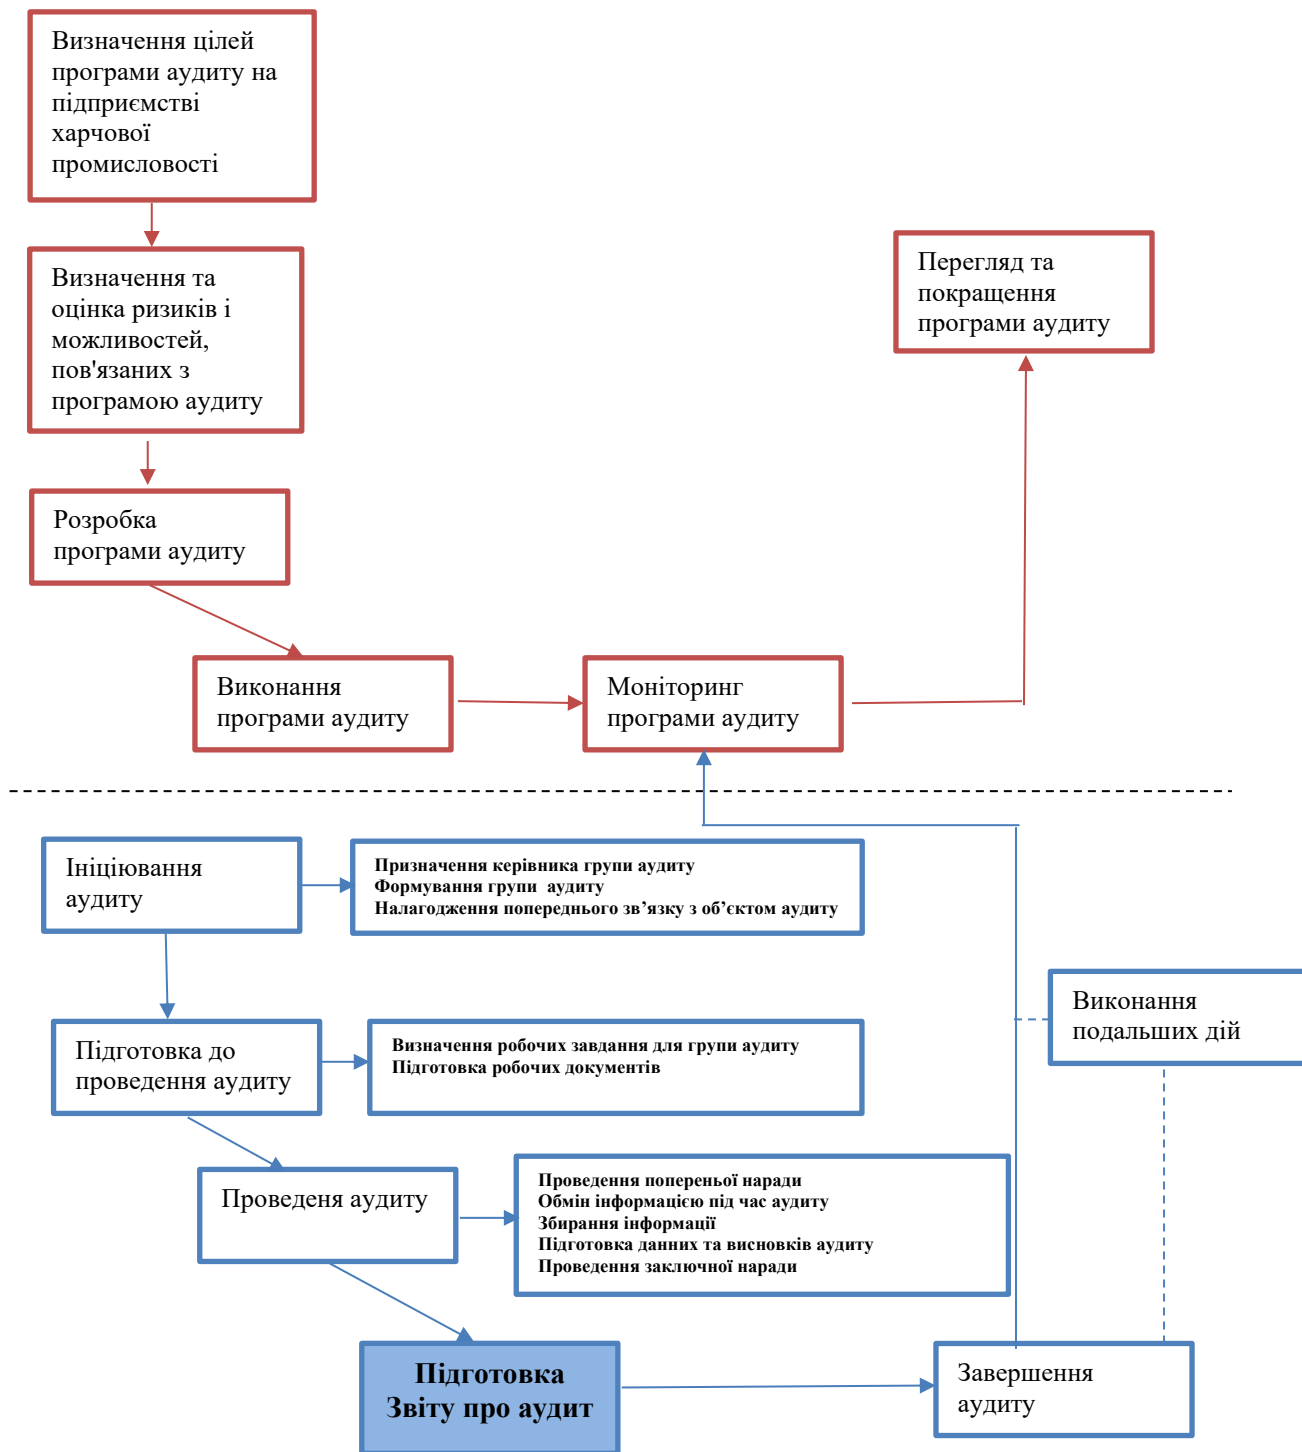 Визначення цілей
програми аудиту на
підприємстві
харчової
промисловості
Визначення та
оцінка ризиків і
можливостей,
пов'язаних з
програмою аудиту
Перегляд та
покращення
програми аудиту
Розробка
програми аудиту
Виконання
програми аудиту
Моніторинг
програми аудиту
Ініціювання
аудиту
Призначення керівника групи аудиту
Формування групи  аудиту
Налагодження попереднього зв’язку з об’єктом аудиту
Виконання
подальших дій
Підготовка до
проведення аудиту
Визначення робочих завдання для групи аудиту
Підготовка робочих документів
Проведеня аудиту
Проведення попереньої наради
Обмін інформацією під час аудиту
Збирання інформації
Підготовка данних та висновків аудиту
Проведення заключної наради
Підготовка
Звіту про аудит
Завершення
аудиту